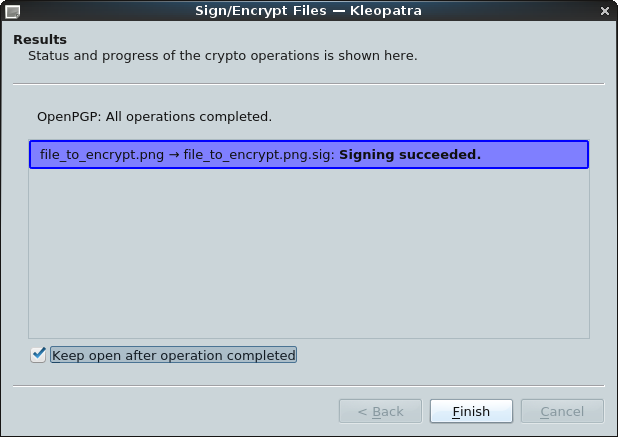 Sign/Encrypt Files — Kleopatra
Results
Status and progress of the crypto operations is shown here.
OpenPGP: All operations completed.
file_to_encrypt.png → file_to_encrypt.png.sig: Signing succeeded.
Keep open after operation completed
< Back
Finish
Cancel